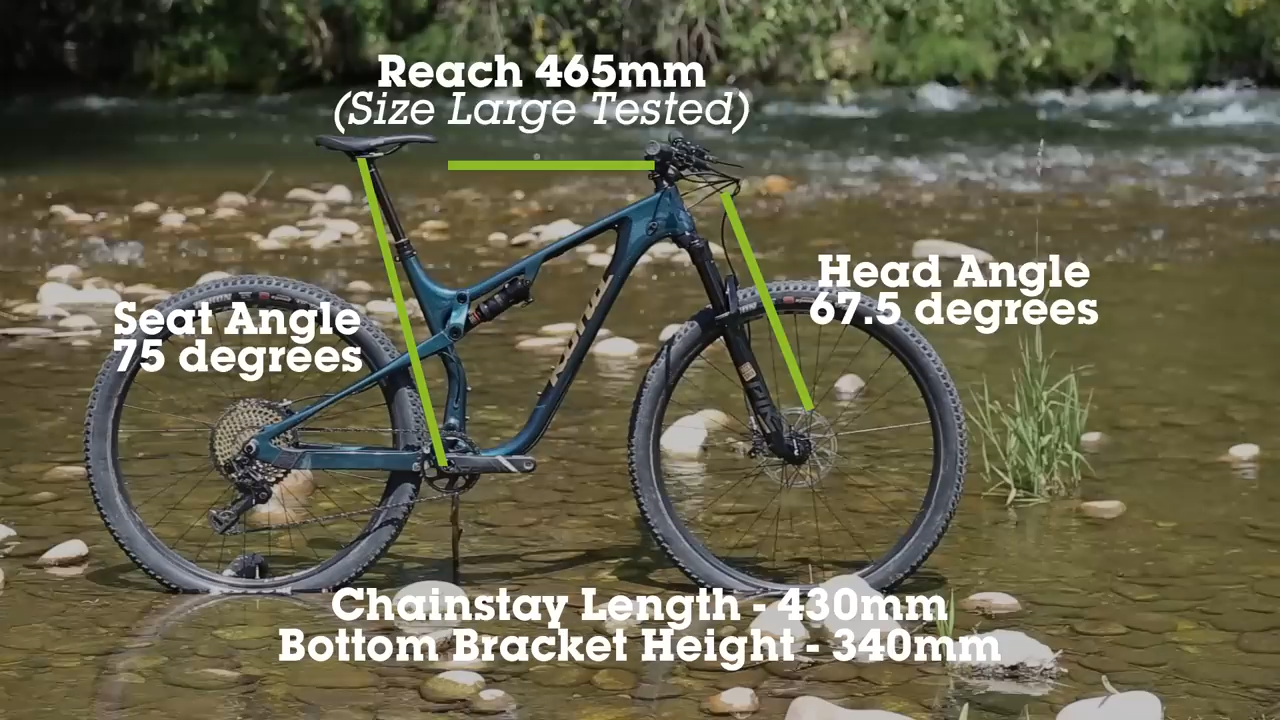 Reach 465mm
(Size Large Tested)
Head Angle
67.5 degrees
Seat Angle
75 degrees
Chainstay Length - 430mm
Bottom Bracket Height - 340mm